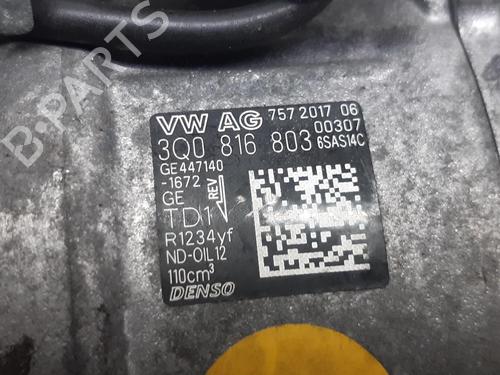 B-PARTS
VW AG 757 2017 06
00307
3Q0 816 803 6SAS14C
GE447140
-1672
GE REV
TD1
R1234yf
ND-OIL12
110cm³
DENSO